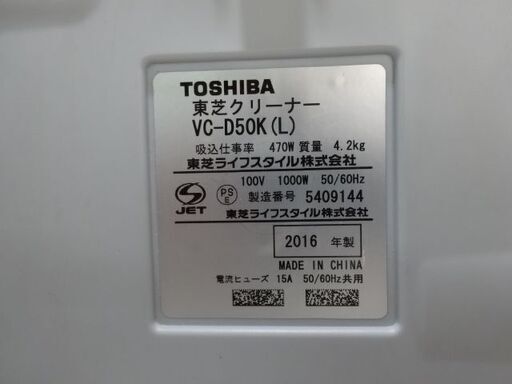 TOSHIBA
東芝クリーナー
VC-D50K(L)
吸込仕事率 470W 質量 4.2kg
東芝ライフスタイル株式会社
100V 1000W 50/60Hz
製造番号 5409144
東芝ライフスタイル株式会社
S JET
PS E
2016 年製
MADE IN CHINA
電流ヒューズ 15A 50/60Hz共用